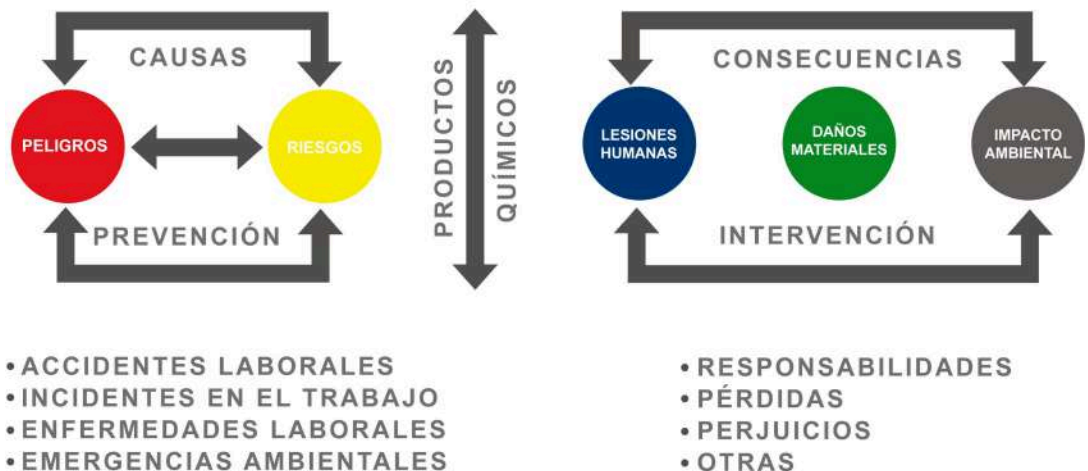 CAUSAS
PELIGROS
RIESGOS
PREVENCIÓN
PRODUCTOS
QUÍMICOS
CONSECUENCIAS
LESIONES
HUMANAS
DAÑOS
MATERIALES
IMPACTO
AMBIENTAL
INTERVENCIÓN
• ACCIDENTES LABORALES
• INCIDENTES EN EL TRABAJO
• ENFERMEDADES LABORALES
• EMERGENCIAS AMBIENTALES
• RESPONSABILIDADES
• PÉRDIDAS
• PERJUICIOS
• OTRAS